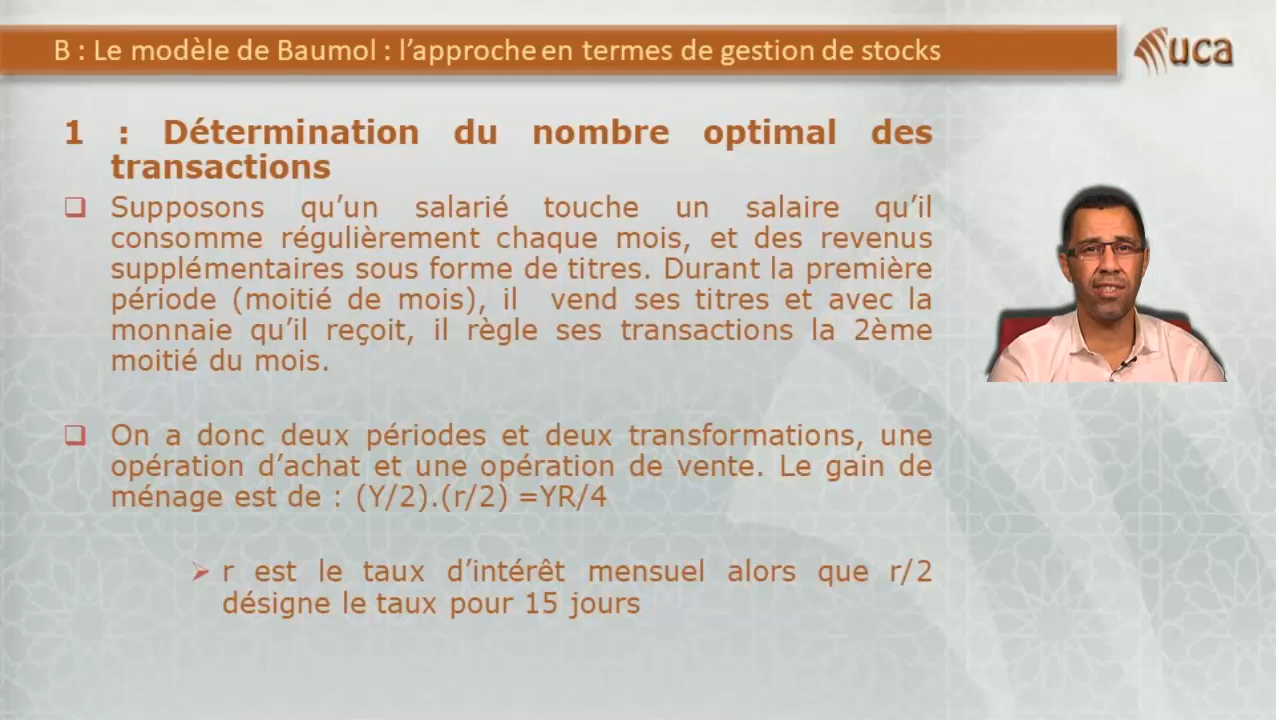 B : Le modèle de Baumol : l’approche en termes de gestion de stocks
uca
1 : Détermination du nombre optimal des
transactions
Supposons qu’un salarié touche un salaire qu’il
consomme régulièrement chaque mois, et des revenus
supplémentaires sous forme de titres. Durant la première
période (moitié de mois), il vend ses titres et avec la
monnaie qu’il reçoit, il règle ses transactions la 2ème
moitié du mois.
On a donc deux périodes et deux transformations, une
opération d’achat et une opération de vente. Le gain de
ménage est de : (Y/2).(r/2) =YR/4
r est le taux d’intérêt mensuel alors que r/2
désigne le taux pour 15 jours